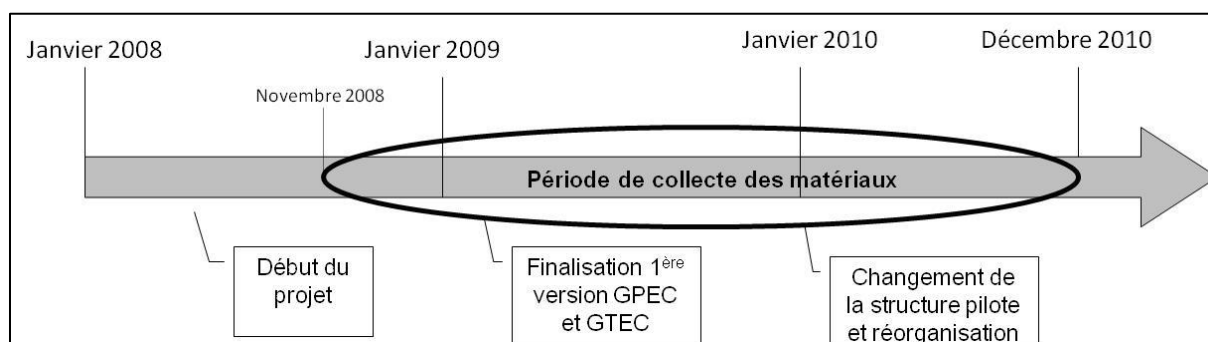 Janvier 2008
Janvier 2009
Janvier 2010
Décembre 2010
Novembre 2008
Période de collecte des matériaux
Début du
projet
Finalisation 1ère
version GPEC
et GTEC
Changement de
la structure pilote
et réorganisation